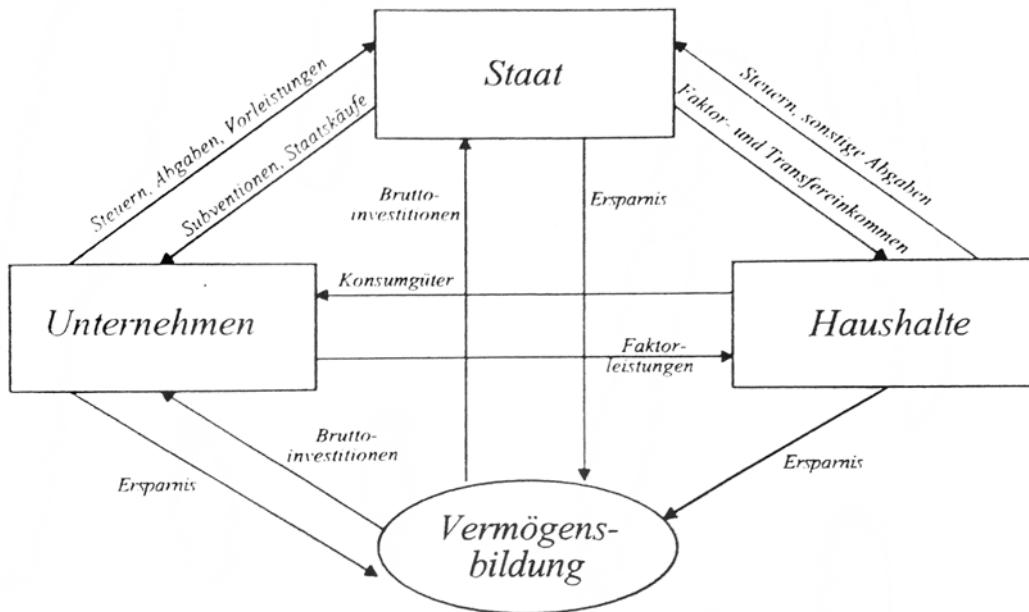 Staat
Steuern, Abgaben, Vorleistungen
Subventionen, Staatskäufe
Steuern, sonstige Abgaben
Faktor- und Transfereinkommen
Brutto-
investitionen
Ersparnis
Konsumgüter
Unternehmen
Haushalte
Faktor-
leistungen
Brutto-
investitionen
Ersparnis
Ersparnis
Vermögens-
bildung